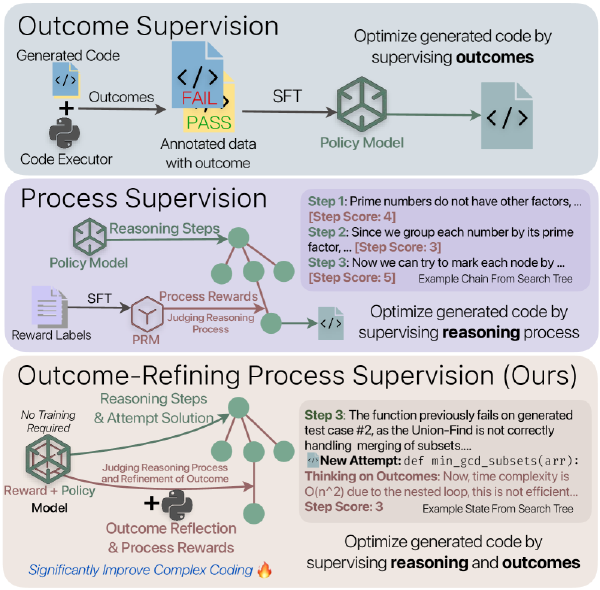 Outcome Supervision
Generated Code
</>
+
Code Executor
Outcomes
</>
FAIL
</>
PASS
Annotated data
with outcome
SFT
Policy Model
Optimize generated code by
supervising outcomes
</>
Process Supervision
Reasoning Steps
Policy Model
Reward Labels
SFT
PRM
Process Rewards
Judging Reasoning
Process
</>
Step 1: Prime numbers do not have other factors, ...
[Step Score: 4]
Step 2: Since we group each number by its prime
factor, ... [Step Score: 3]
Step 3: Now we can try to mark each node by ...
[Step Score: 5]
Example Chain From Search Tree
Optimize generated code by
supervising reasoning process
Outcome-Refining Process Supervision (Ours)
Reasoning Steps
& Attempt Solution
No Training
Required
Reward + Policy
Model
Judging Reasoning Process
and Refinement of Outcome
+
Outcome Reflection
& Process Rewards
Significantly Improve Complex Coding 🔥
Step 3: The function previously fails on generated
test case #2, as the Union-Find is not correctly
handling merging of subsets....
</> New Attempt: def min_gcd_subsets(arr):
Thinking on Outcomes: Now, time complexity is
O(n^2) due to the nested loop, this is not efficient...
Step Score: 3
Example State From Search Tree
Optimize generated code by
supervising reasoning and outcomes